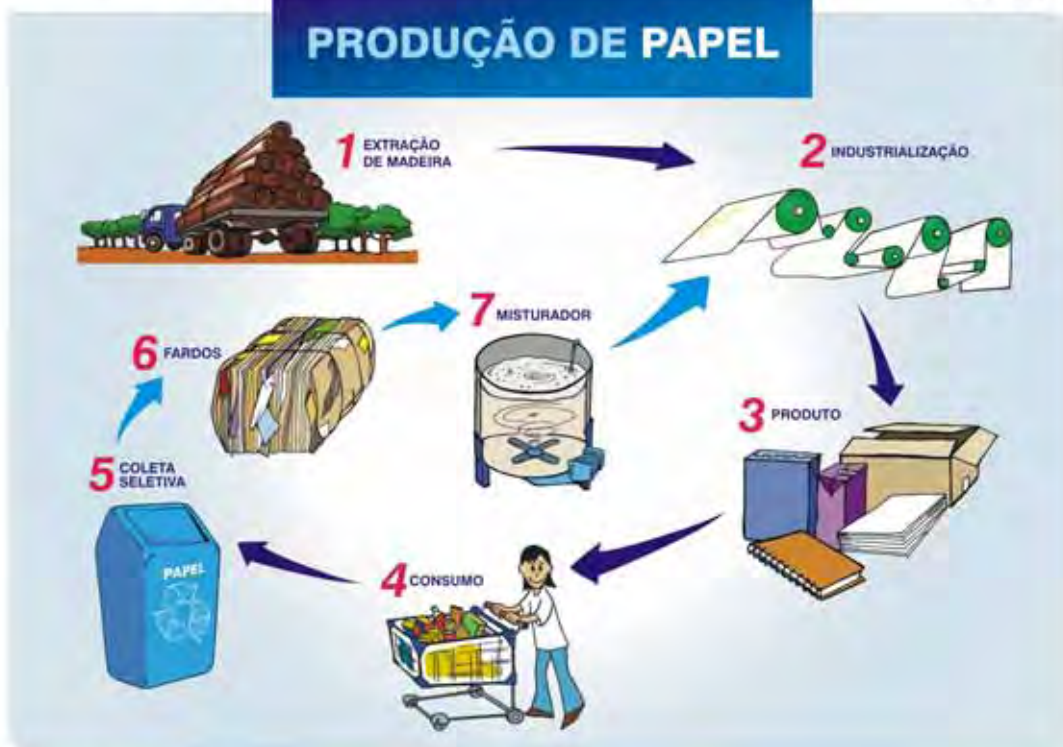 PRODUÇÃO DE PAPEL
1 EXTRAÇÃO
DE MADEIRA
2 INDUSTRIALIZAÇÃO
3 PRODUTO
4 CONSUMO
5 COLETA
SELETIVA
PAPEL
6 FARDOS
7 MISTURADOR